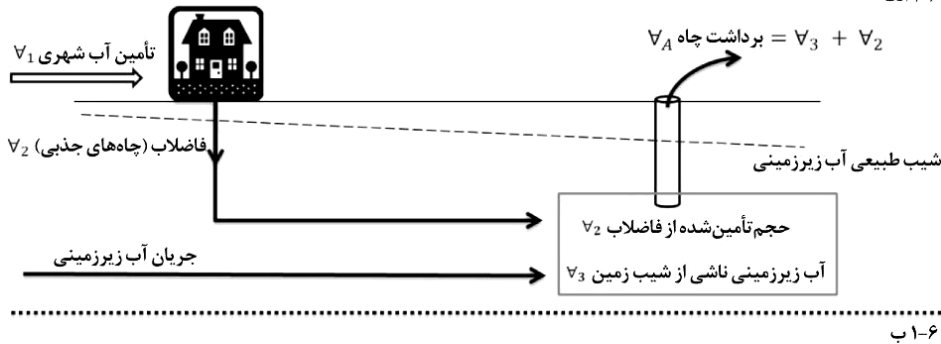 تأمین آب شهری ∀1
∀A برداشت چاه = ∀3 + ∀2
فاضلاب (چاه‌های جذبی) ∀2
شیب طبیعی آب زیرزمینی
حجم تأمین‌شده از فاضلاب ∀2
جریان آب زیرزمینی
آب زیرزمینی ناشی از شیب زمین ∀3
۱-۶ ب